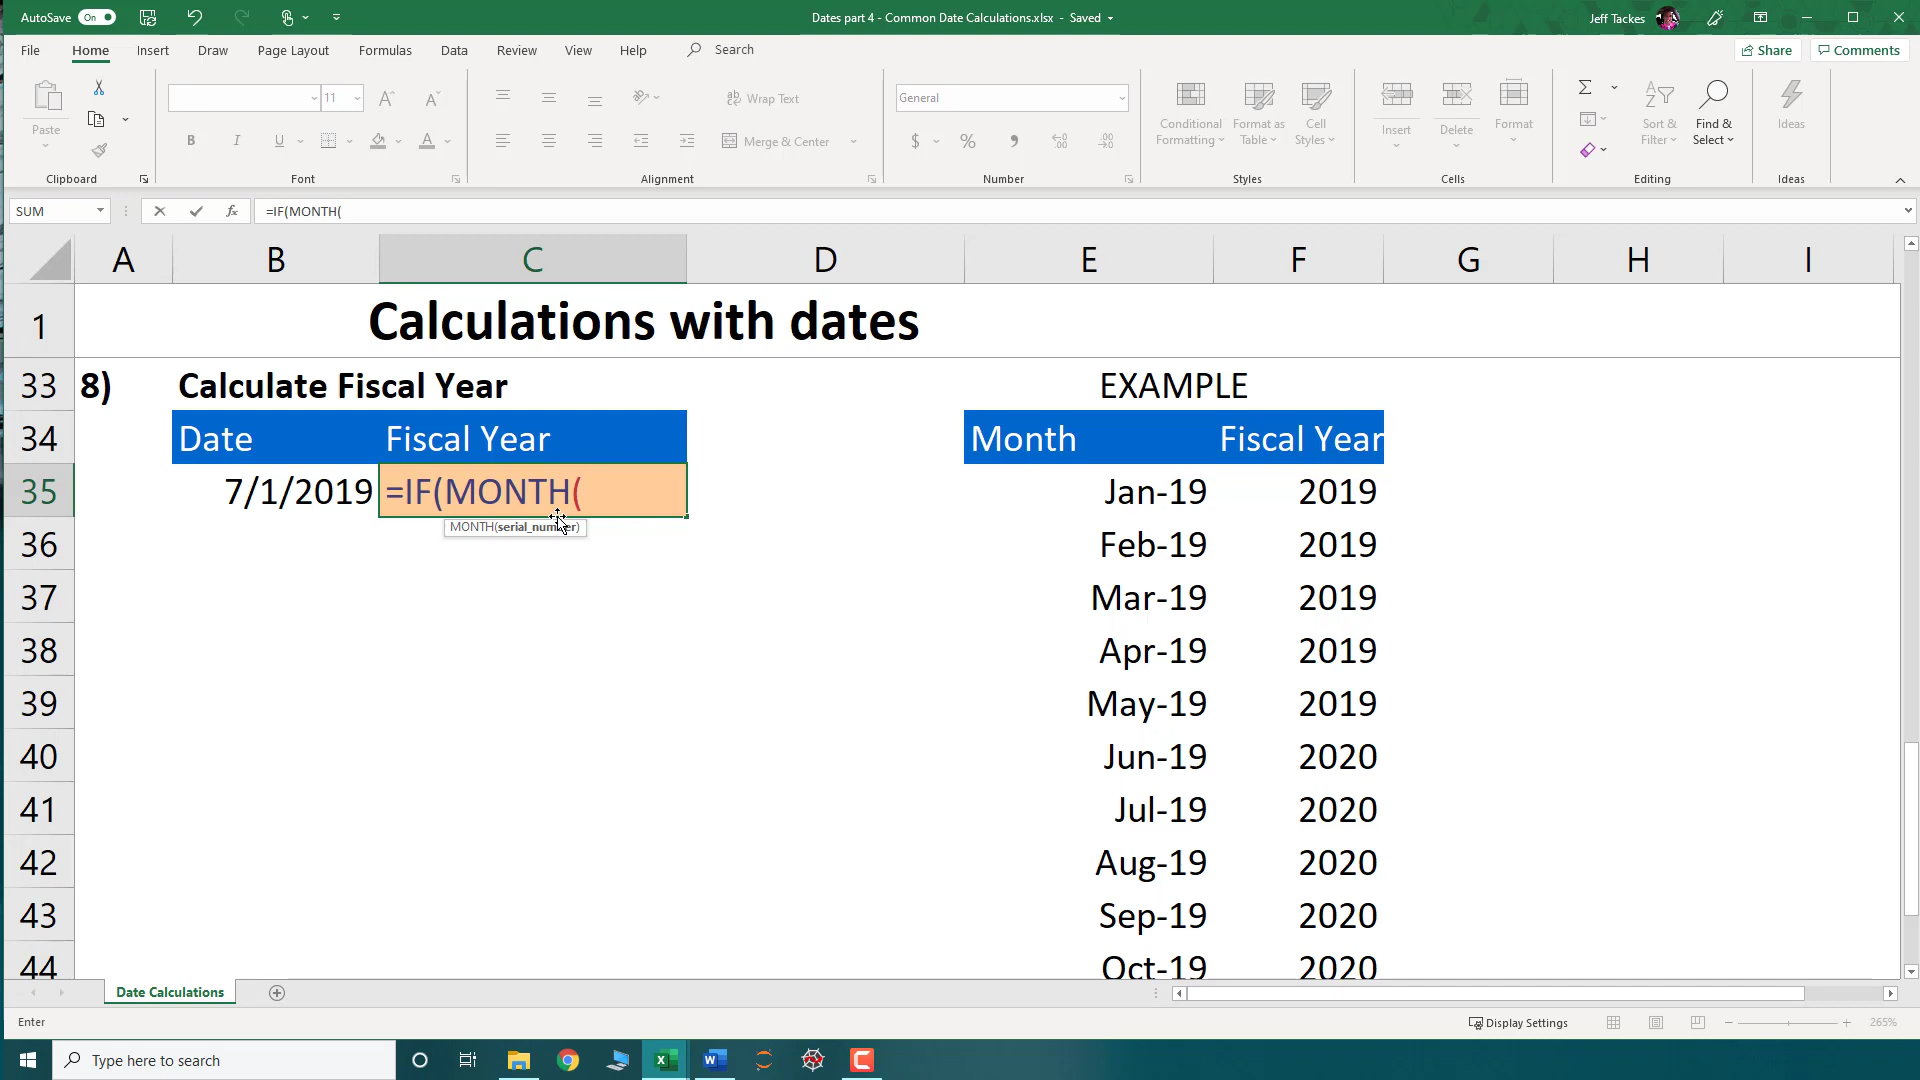 AutoSave On
Dates part 4 - Common Date Calculations.xlsx - Saved
Jeff Tackes
File Home Insert Draw Page Layout Formulas Data Review View Help Search
Share Comments
11
Wrap Text
General
Paste
B I U
Merge & Center
$ % ,
Conditional Formatting
Format as Table
Cell Styles
Insert Delete Format
Sort & Filter
Find & Select
Ideas
Clipboard Font Alignment Number Styles Cells Editing Ideas
SUM
fx
=IF(MONTH(
A B C D E F G H I
1 Calculations with dates
33 8) Calculate Fiscal Year EXAMPLE
34 Date Fiscal Year Month Fiscal Year
35 7/1/2019 =IF(MONTH( Jan-19 2019
MONTH(serial_number)
36 Feb-19 2019
37 Mar-19 2019
38 Apr-19 2019
39 May-19 2019
40 Jun-19 2020
41 Jul-19 2020
42 Aug-19 2020
43 Sep-19 2020
44 Oct-19 2020
Date Calculations
Enter
Display Settings
265%
Type here to search